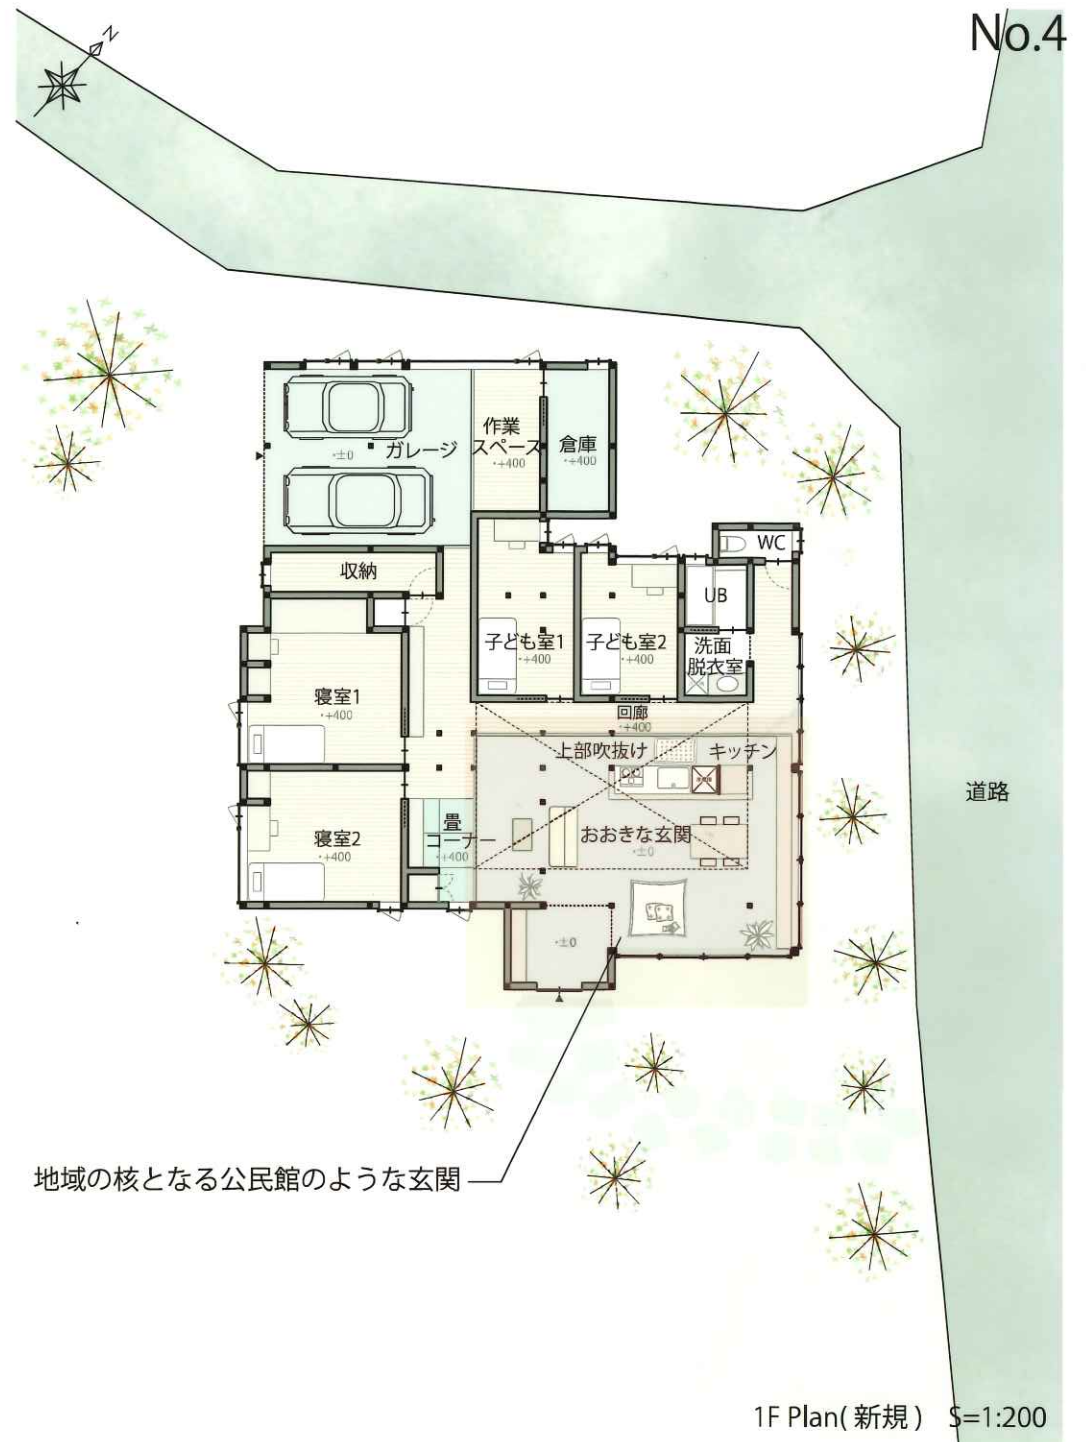 No.4
N
作業
スペース
・+400
ガレージ
・±0
倉庫
・+400
WC
収納
UB
子ども室1
・+400
子ども室2
・+400
洗面
脱衣室
寝室1
・+400
回廊
・+400
上部吹抜け
キッチン
道路
畳
コーナー
・+400
おおきな玄関
・±0
寝室2
・+400
・±0
地域の核となる公民館のような玄関
1F Plan(新規) S=1:200